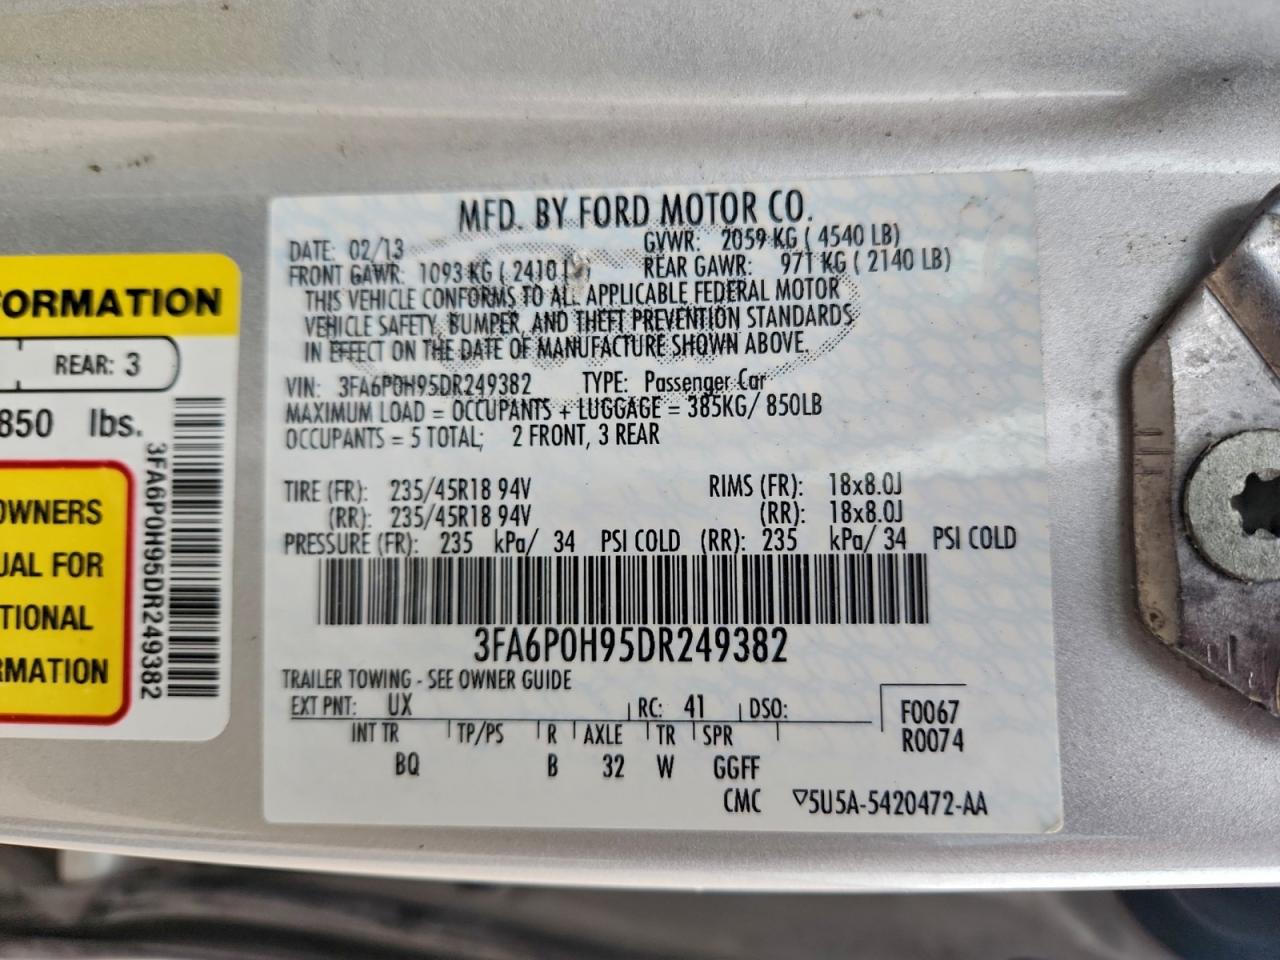 FORMATION
REAR: 3
850 lbs.
OWNERS
UAL FOR
TIONAL
RMATION
3FA6P0H95DR249382
MFD. BY FORD MOTOR CO.
DATE: 02/13 GVWR: 2059 KG ( 4540 LB)
FRONT GAWR: 1093 KG ( 2410 LB) REAR GAWR: 971 KG ( 2140 LB)
THIS VEHICLE CONFORMS TO ALL APPLICABLE FEDERAL MOTOR
VEHICLE SAFETY, BUMPER, AND THEFT PREVENTION STANDARDS
IN EFFECT ON THE DATE OF MANUFACTURE SHOWN ABOVE.
VIN: 3FA6P0H95DR249382 TYPE: Passenger Car
MAXIMUM LOAD = OCCUPANTS + LUGGAGE = 385KG/ 850LB
OCCUPANTS = 5 TOTAL; 2 FRONT, 3 REAR
TIRE (FR): 235/45R18 94V RIMS (FR): 18x8.0J
(RR): 235/45R18 94V (RR): 18x8.0J
PRESSURE (FR): 235 kPa/ 34 PSI COLD (RR): 235 kPa/ 34 PSI COLD
3FA6P0H95DR249382
TRAILER TOWING - SEE OWNER GUIDE
EXT PNT: UX RC: 41 DSO: F0067
INT TR TP/PS R AXLE TR SPR R0074
BQ B 32 W GGFF
CMC ▽5U5A-5420472-AA